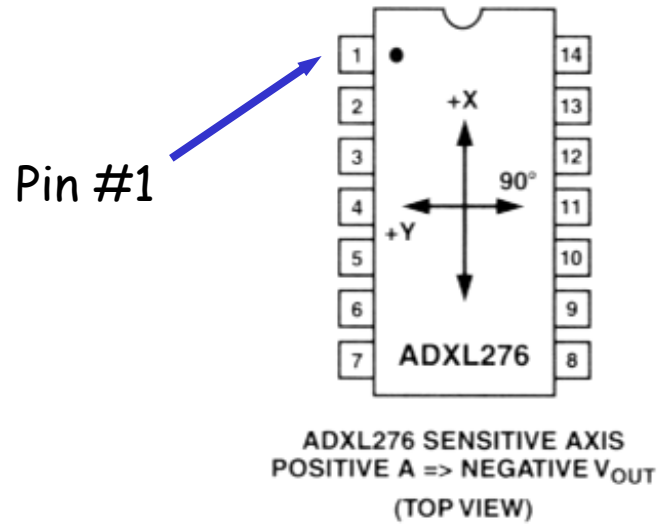 Pin #1
1
14
2
13
3
12
4
11
5
10
6
9
7
8
+X
90°
+Y
ADXL276
ADXL276 SENSITIVE AXIS
POSITIVE A => NEGATIVE VOUT
(TOP VIEW)